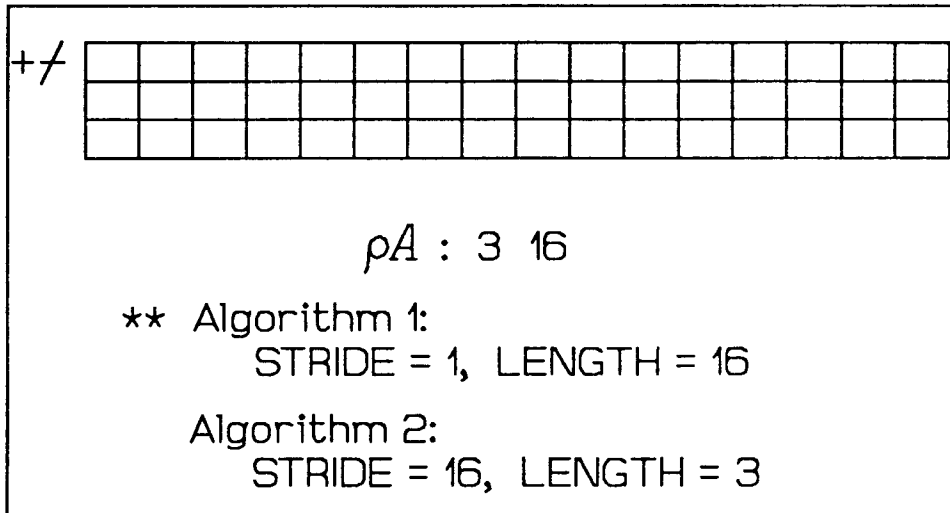 +⌿
ρA : 3 16
** Algorithm 1:
STRIDE = 1, LENGTH = 16
Algorithm 2:
STRIDE = 16, LENGTH = 3